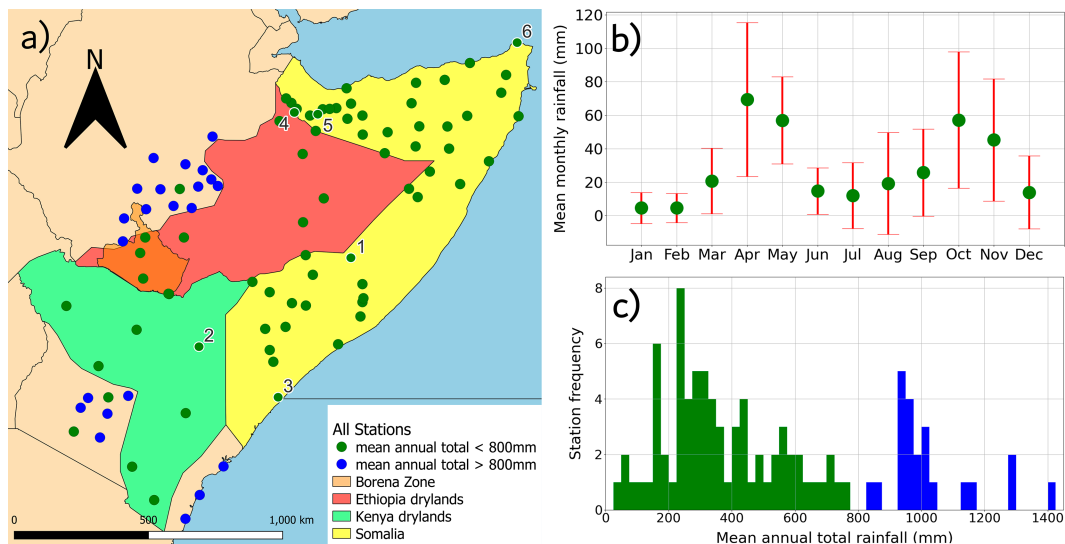 a)
N
6
4
5
1
2
3
All Stations
mean annual total < 800mm
mean annual total > 800mm
Borena Zone
Ethiopia drylands
Kenya drylands
Somalia
0 500 1,000 km
b)
Mean monthly rainfall (mm)
120
100
80
60
40
20
0
Jan Feb Mar Apr May Jun Jul Aug Sep Oct Nov Dec
c)
Station frequency
8
6
4
2
0
0 200 400 600 800 1000 1200 1400
Mean annual total rainfall (mm)